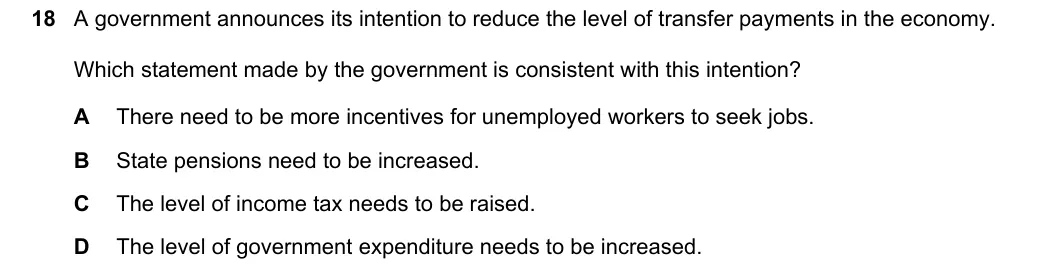 18 A government announces its intention to reduce the level of transfer payments in the economy.
Which statement made by the government is consistent with this intention?
A There need to be more incentives for unemployed workers to seek jobs.
B State pensions need to be increased.
C The level of income tax needs to be raised.
D The level of government expenditure needs to be increased.